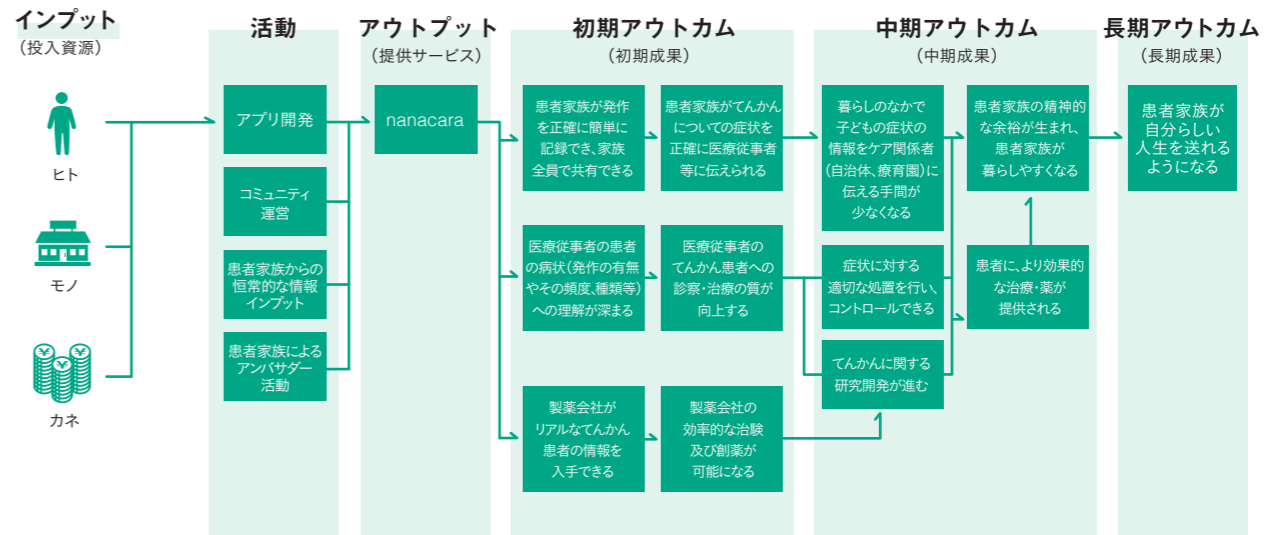 インプット
（投入資源）
ヒト
モノ
カネ
活動
アプリ開発
コミュニティ
運営
患者家族からの
恒常的な情報
インプット
患者家族による
アンバサダー
活動
アウトプット
（提供サービス）
nanacara
初期アウトカム
（初期成果）
患者家族が発作
を正確に簡単に
記録でき、家族
全員で共有できる
患者家族がてんかん
についての症状を
正確に医療従事者
等に伝えられる
医療従事者の患者
の病状（発作の有無
やその頻度、種類等）
への理解が深まる
医療従事者の
てんかん患者への
診察・治療の質が
向上する
製薬会社が
リアルなてんかん
患者の情報を
入手できる
製薬会社の
効率的な治験
及び創薬が
可能になる
中期アウトカム
（中期成果）
暮らしのなかで
子どもの症状の
情報をケア関係者
（自治体、療育園）に
伝える手間が
少なくなる
患者家族の精神的
な余裕が生まれ、
患者家族が
暮らしやすくなる
症状に対する
適切な処置を行い、
コントロールできる
患者に、より効果的
な治療・薬が
提供される
てんかんに関する
研究開発が進む
長期アウトカム
（長期成果）
患者家族が
自分らしい
人生を送れる
ようになる